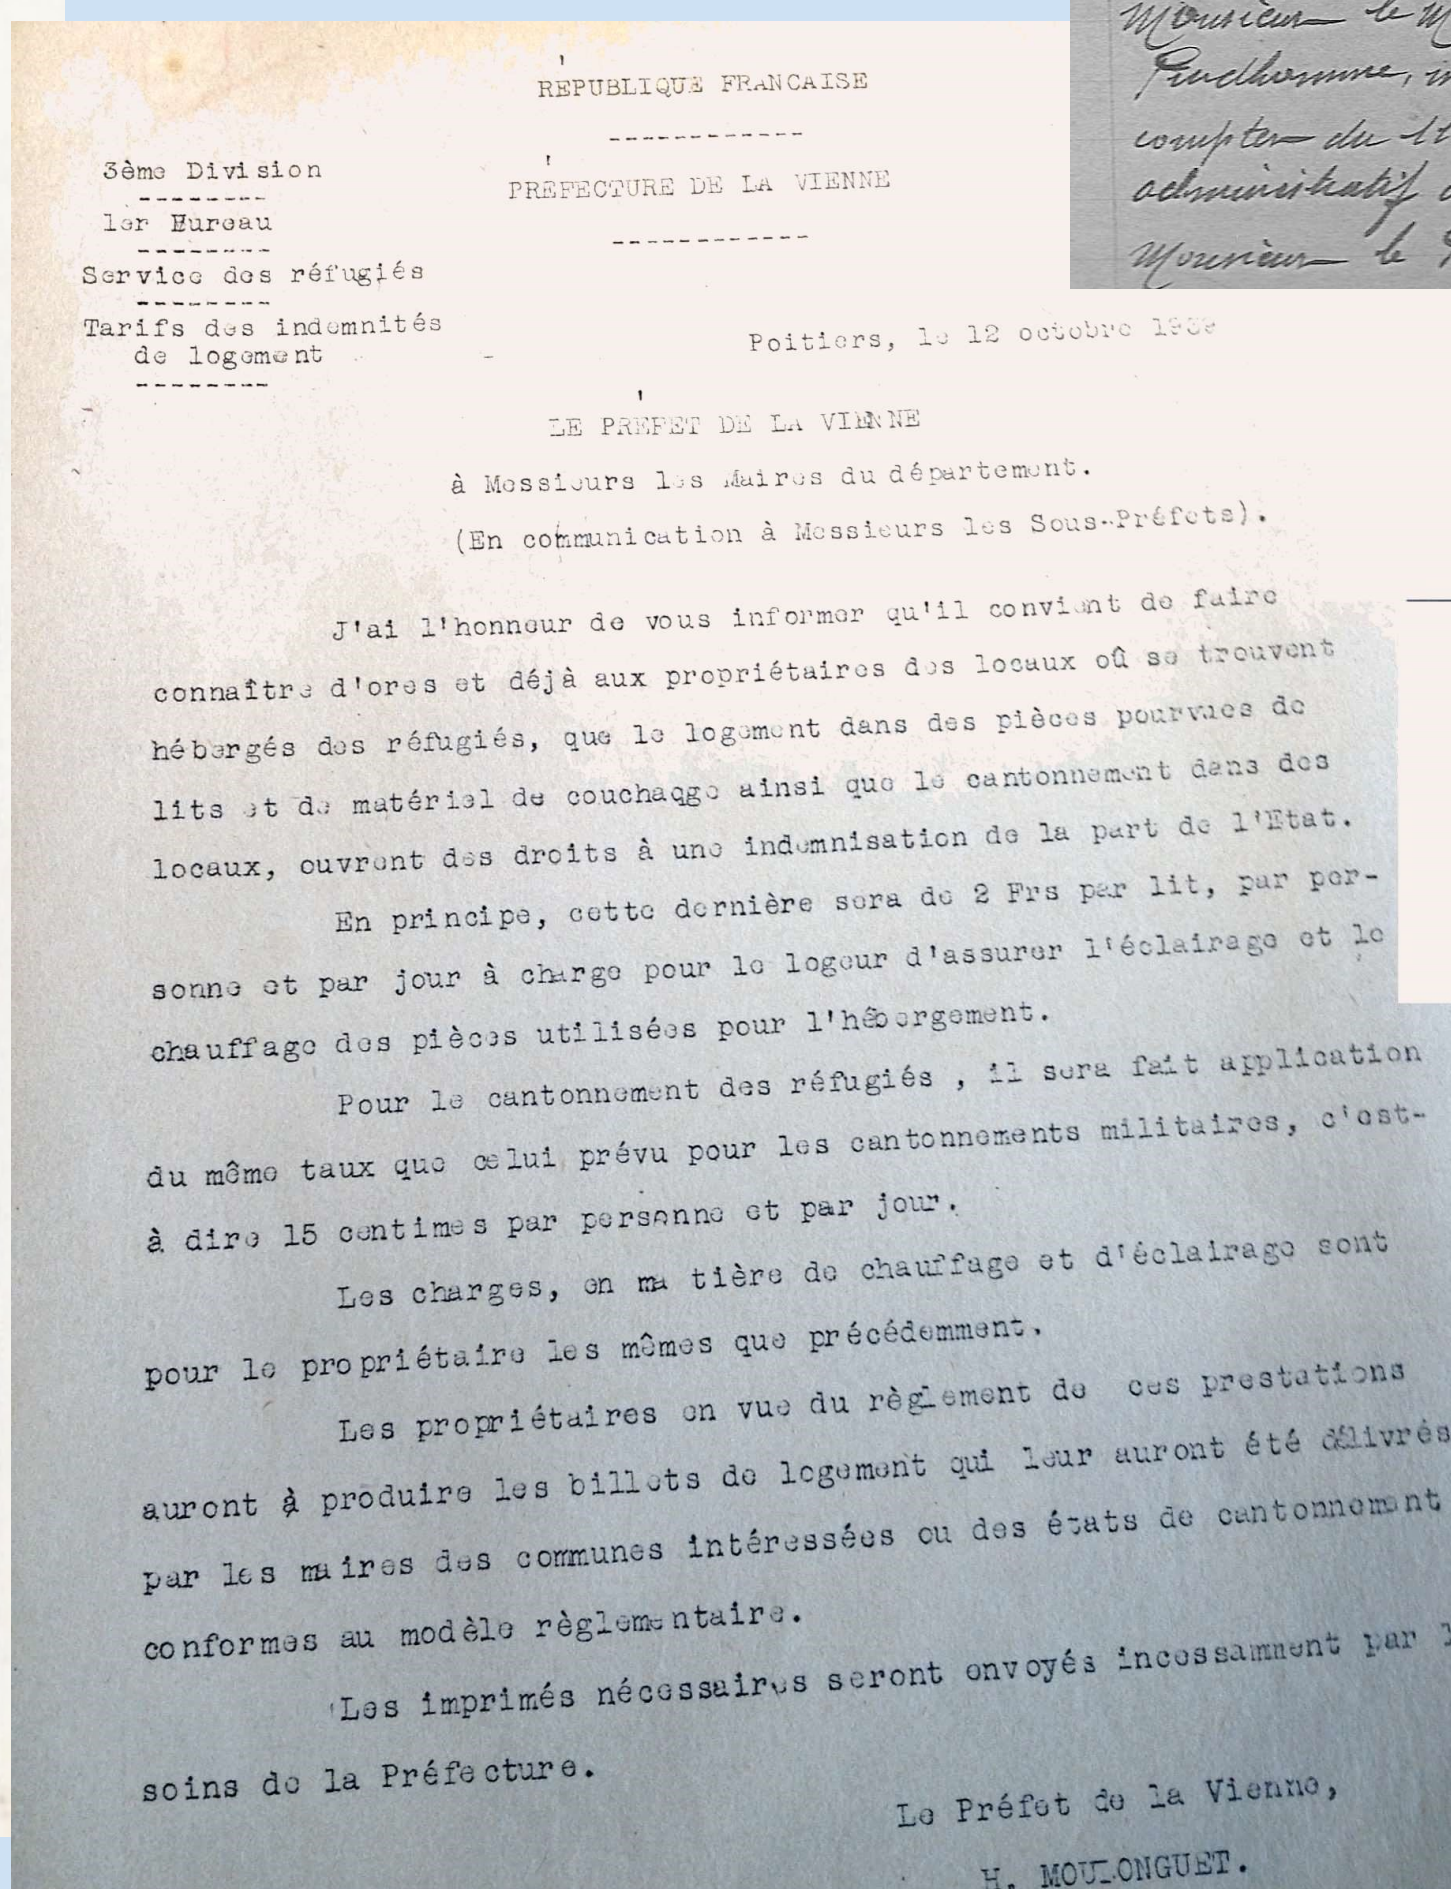 RÉPUBLIQUE FRANCAISE
------------
PRÉFECTURE DE LA VIENNE
------------
3ème Division
--------
1er Bureau
--------
Service des réfugiés
--------
Tarifs des indemnités
de logement
--------
Poitiers, le 12 octobre 1939
LE PRÉFET DE LA VIENNE
à Messieurs les Maires du département.
(En communication à Messieurs les Sous-Préfets).
J'ai l'honneur de vous informer qu'il convient de faire
connaître d'ores et déjà aux propriétaires des locaux oû se trouvent
hébergés des réfugiés, que le logement dans des pièces pourvues de
lits et de matériel de couchaqge ainsi que le cantonnement dans des
locaux, ouvrent des droits à une indemnisation de la part de l'Etat.
En principe, cette dernière sera de 2 Frs par lit, par per-
sonne et par jour à charge pour le logeur d'assurer l'éclairage et le
chauffage des pièces utilisées pour l'hébergement.
Pour le cantonnement des réfugiés , il sera fait application
du même taux que celui prévu pour les cantonnements militaires, c'est-
à dire 15 centimes par personne et par jour.
Les charges, en matière de chauffage et d'éclairage sont
pour le propriétaire les mêmes que précédemment.
Les propriétaires en vue du règlement de ces prestations
auront à produire les billets de logement qui leur auront été délivrés
par les maires des communes intéressées ou des états de cantonnement
conformes au modèle règlementaire.
Les imprimés nécessaires seront envoyés incessamment par l
soins de la Préfecture.
Le Préfet de la Vienne,
H. MOULONGUET.
Monsieur le M
Prudhomme, in
compter du 1
administratif
Monsieur le